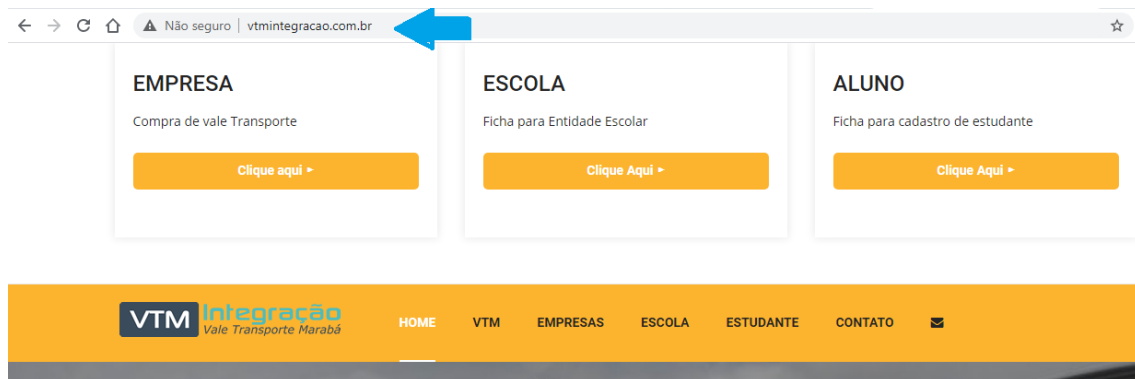 Não seguro | vtmintegracao.com.br
EMPRESA
Compra de vale Transporte
Clique aqui ►
ESCOLA
Ficha para Entidade Escolar
Clique Aqui ►
ALUNO
Ficha para cadastro de estudante
Clique Aqui ►
VTM Integração
Vale Transporte Marabá
HOME VTM EMPRESAS ESCOLA ESTUDANTE CONTATO